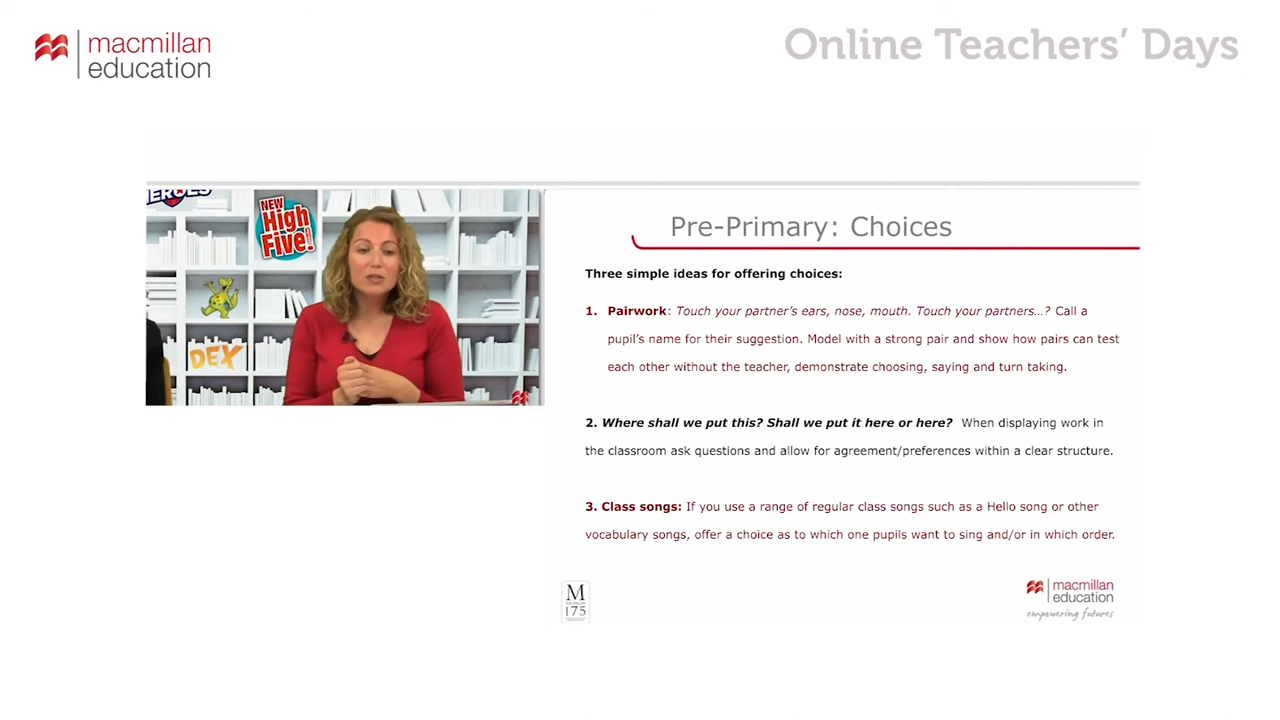 macmillan
education
Online Teachers’ Days
HEROES
NEW
High
Five!
DEX
Pre-Primary: Choices
Three simple ideas for offering choices:
1. Pairwork: Touch your partner’s ears, nose, mouth. Touch your partners…? Call a
pupil’s name for their suggestion. Model with a strong pair and show how pairs can test
each other without the teacher, demonstrate choosing, saying and turn taking.
2. Where shall we put this? Shall we put it here or here? When displaying work in
the classroom ask questions and allow for agreement/preferences within a clear structure.
3. Class songs: If you use a range of regular class songs such as a Hello song or other
vocabulary songs, offer a choice as to which one pupils want to sing and/or in which order.
M
175
macmillan
education
empowering futures